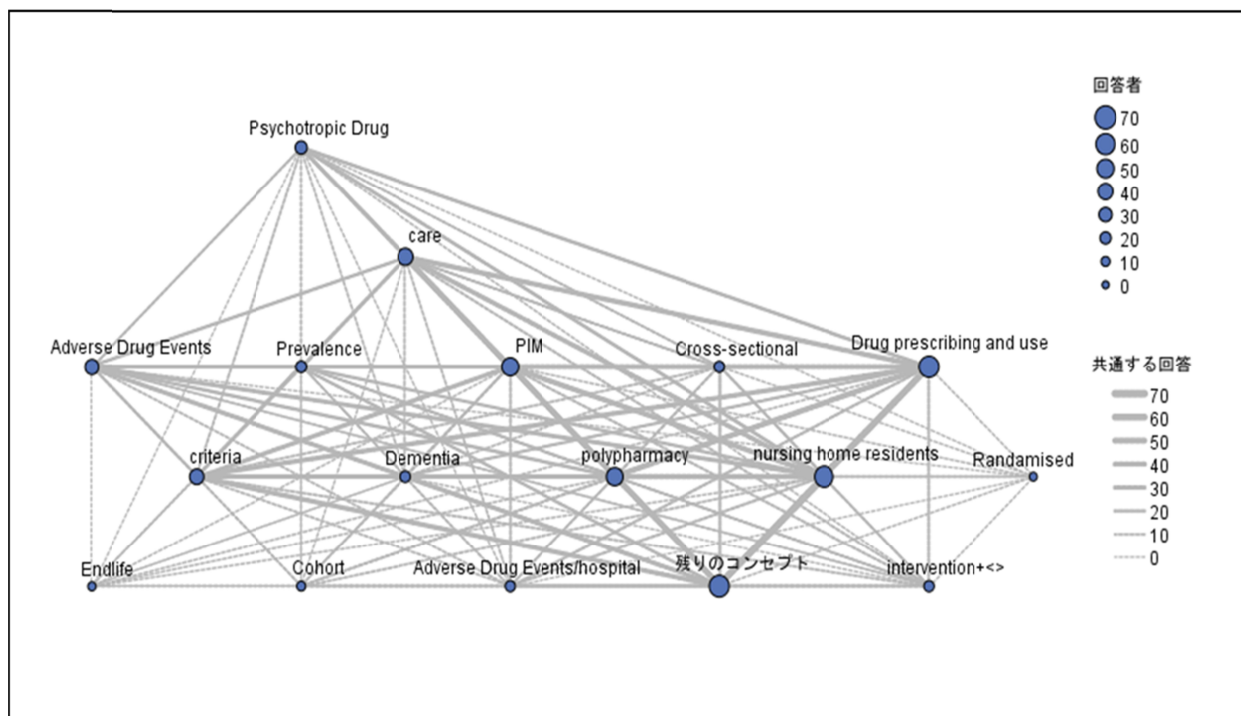 Psychotropic Drug
care
Adverse Drug Events
Prevalence
PIM
Cross-sectional
Drug prescribing and use
criteria
Dementia
polypharmacy
nursing home residents
Randamised
Endlife
Cohort
Adverse Drug Events/hospital
残りのコンセプト
intervention+<>
回答者
70
60
50
40
30
20
10
0
共通する回答
70
60
50
40
30
20
10
0